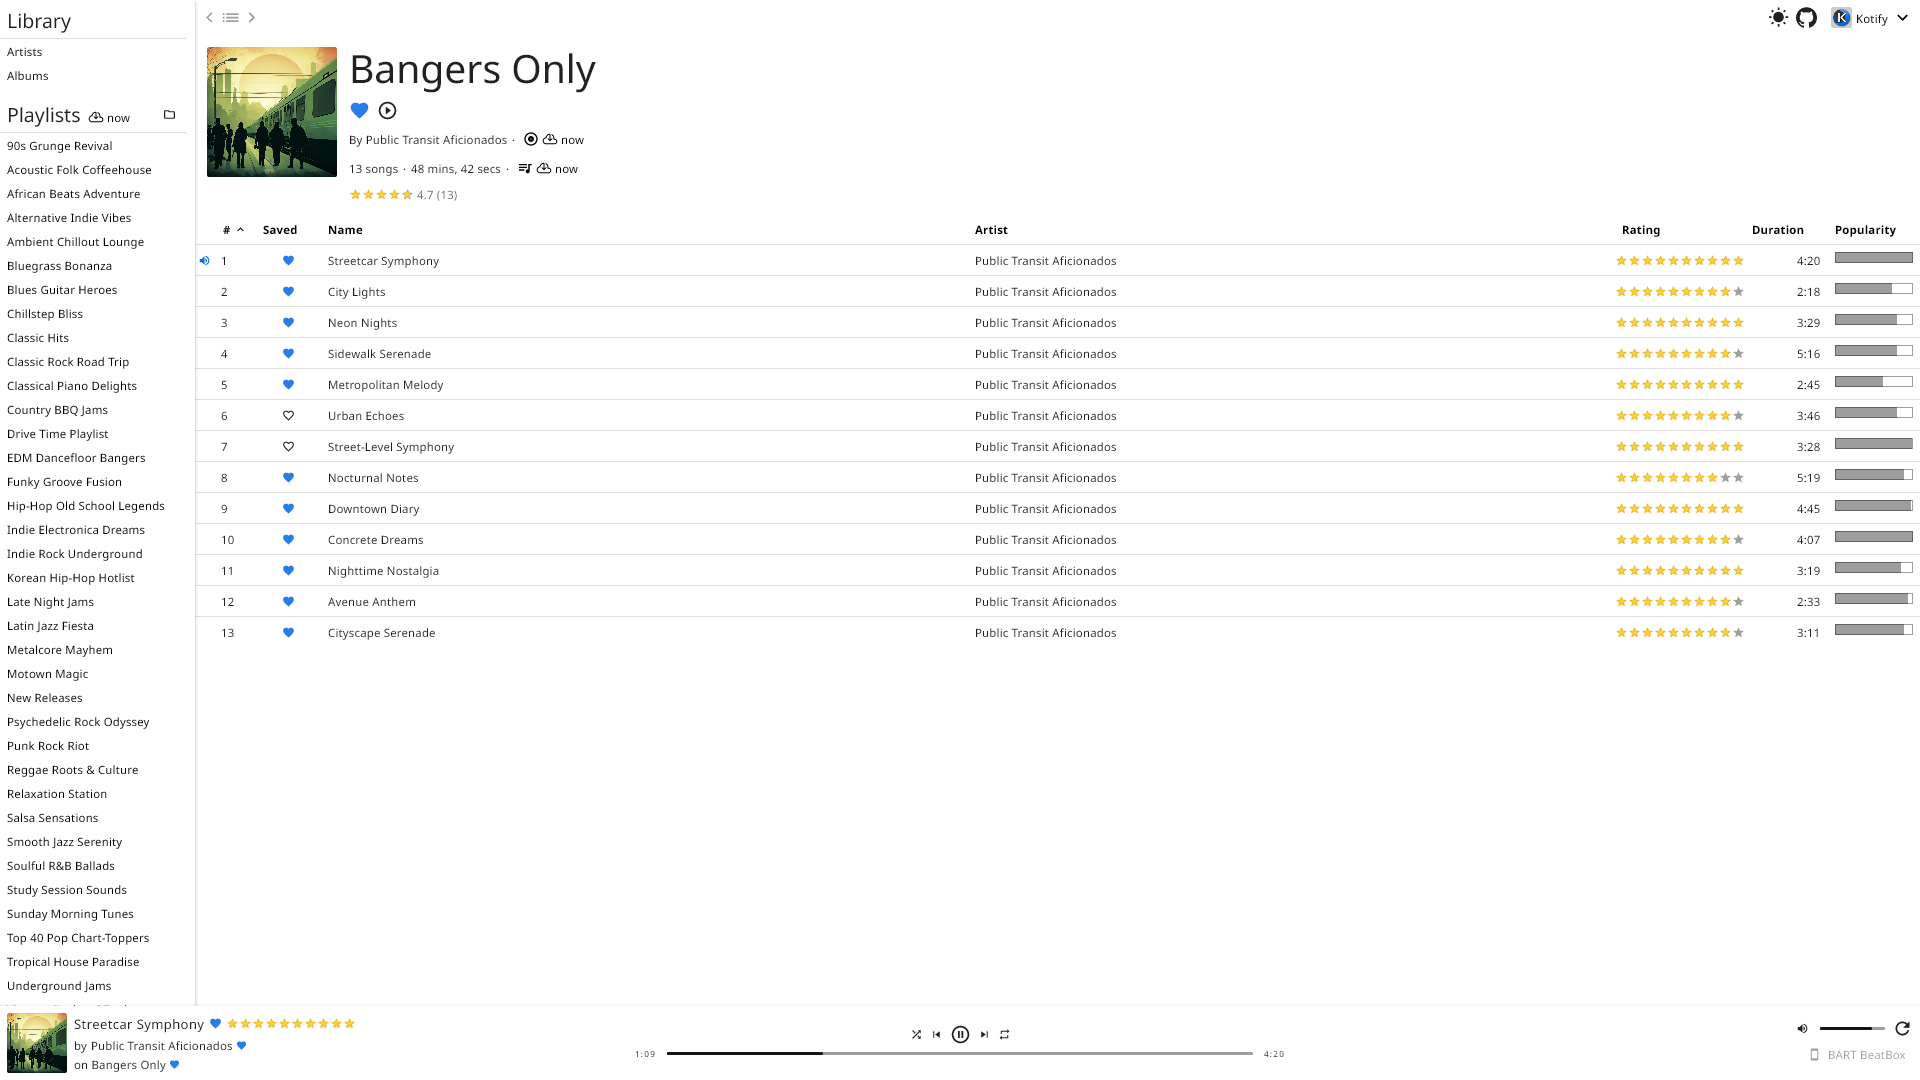 Library
Artists
Albums
Playlists now
90s Grunge Revival
Acoustic Folk Coffeehouse
African Beats Adventure
Alternative Indie Vibes
Ambient Chillout Lounge
Bluegrass Bonanza
Blues Guitar Heroes
Chillstep Bliss
Classic Hits
Classic Rock Road Trip
Classical Piano Delights
Country BBQ Jams
Drive Time Playlist
EDM Dancefloor Bangers
Funky Groove Fusion
Hip-Hop Old School Legends
Indie Electronica Dreams
Indie Rock Underground
Korean Hip-Hop Hotlist
Late Night Jams
Latin Jazz Fiesta
Metalcore Mayhem
Motown Magic
New Releases
Psychedelic Rock Odyssey
Punk Rock Riot
Reggae Roots & Culture
Relaxation Station
Salsa Sensations
Smooth Jazz Serenity
Soulful R&B Ballads
Study Session Sounds
Sunday Morning Tunes
Top 40 Pop Chart-Toppers
Tropical House Paradise
Underground Jams
K Kotify
Bangers Only
By Public Transit Aficionados · now
13 songs · 48 mins, 42 secs · now
4.7 (13)
# Saved Name Artist Rating Duration Popularity
1 Streetcar Symphony Public Transit Aficionados 4:20
2 City Lights Public Transit Aficionados 2:18
3 Neon Nights Public Transit Aficionados 3:29
4 Sidewalk Serenade Public Transit Aficionados 5:16
5 Metropolitan Melody Public Transit Aficionados 2:45
6 Urban Echoes Public Transit Aficionados 3:46
7 Street-Level Symphony Public Transit Aficionados 3:28
8 Nocturnal Notes Public Transit Aficionados 5:19
9 Downtown Diary Public Transit Aficionados 4:45
10 Concrete Dreams Public Transit Aficionados 4:07
11 Nighttime Nostalgia Public Transit Aficionados 3:19
12 Avenue Anthem Public Transit Aficionados 2:33
13 Cityscape Serenade Public Transit Aficionados 3:11
Streetcar Symphony
by Public Transit Aficionados
on Bangers Only
1:09 4:20
BART BeatBox